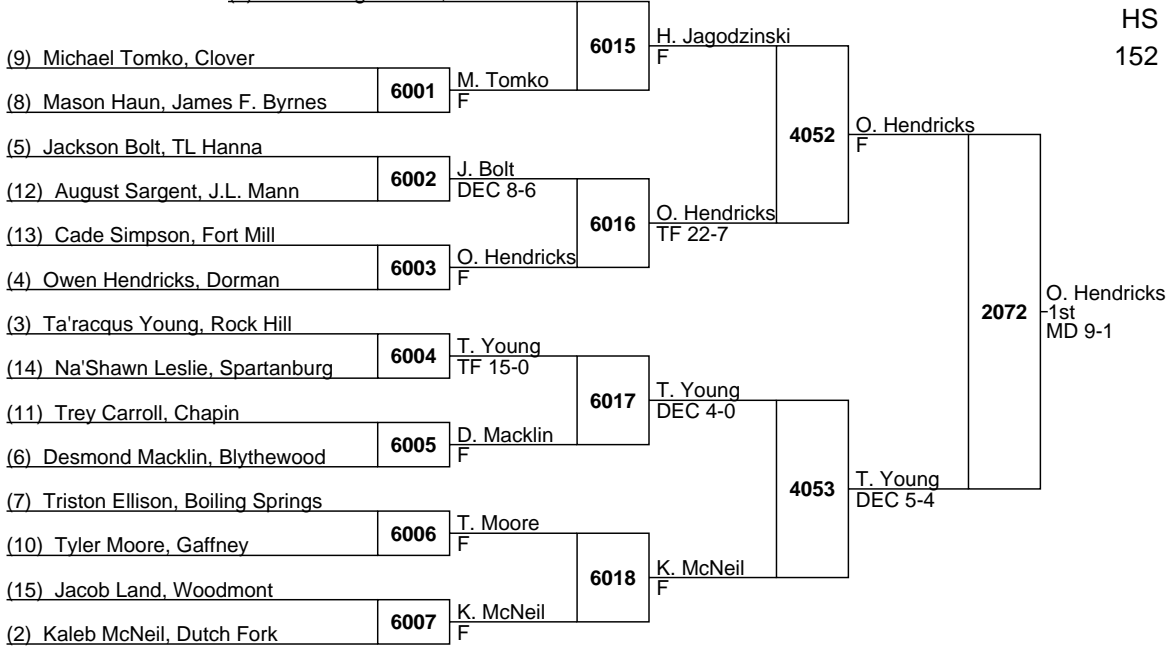 HS
152
6015
H. Jagodzinski
F
(9) Michael Tomko, Clover
(8) Mason Haun, James F. Byrnes
6001
M. Tomko
F
(5) Jackson Bolt, TL Hanna
(12) August Sargent, J.L. Mann
6002
J. Bolt
DEC 8-6
(13) Cade Simpson, Fort Mill
(4) Owen Hendricks, Dorman
6003
O. Hendricks
F
6016
O. Hendricks
TF 22-7
4052
O. Hendricks
F
(3) Ta'racqus Young, Rock Hill
(14) Na'Shawn Leslie, Spartanburg
6004
T. Young
TF 15-0
(11) Trey Carroll, Chapin
(6) Desmond Macklin, Blythewood
6005
D. Macklin
F
6017
T. Young
DEC 4-0
(7) Triston Ellison, Boiling Springs
(10) Tyler Moore, Gaffney
6006
T. Moore
F
(15) Jacob Land, Woodmont
(2) Kaleb McNeil, Dutch Fork
6007
K. McNeil
F
6018
K. McNeil
F
4053
T. Young
DEC 5-4
2072
O. Hendricks
1st
MD 9-1